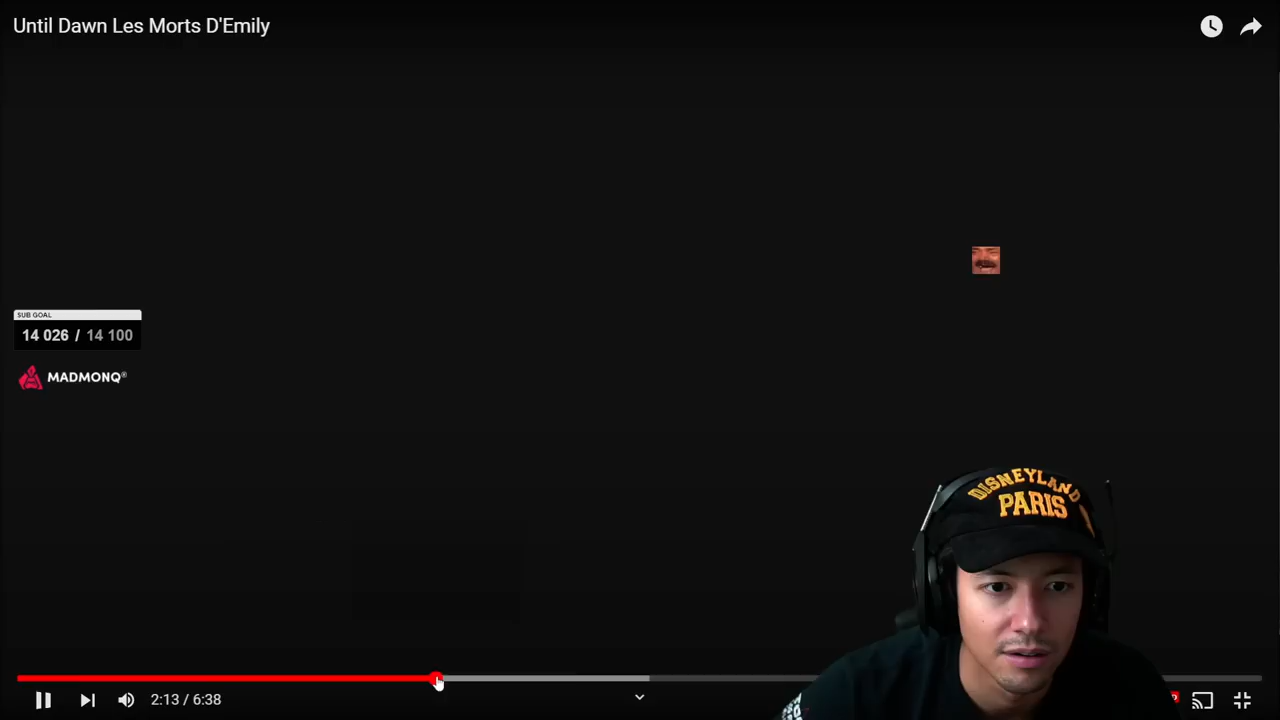 Until Dawn Les Morts D'Emily
SUB GOAL
14 026 / 14 100
MADMONQ®
DISNEYLAND
PARIS
2:13 / 6:38